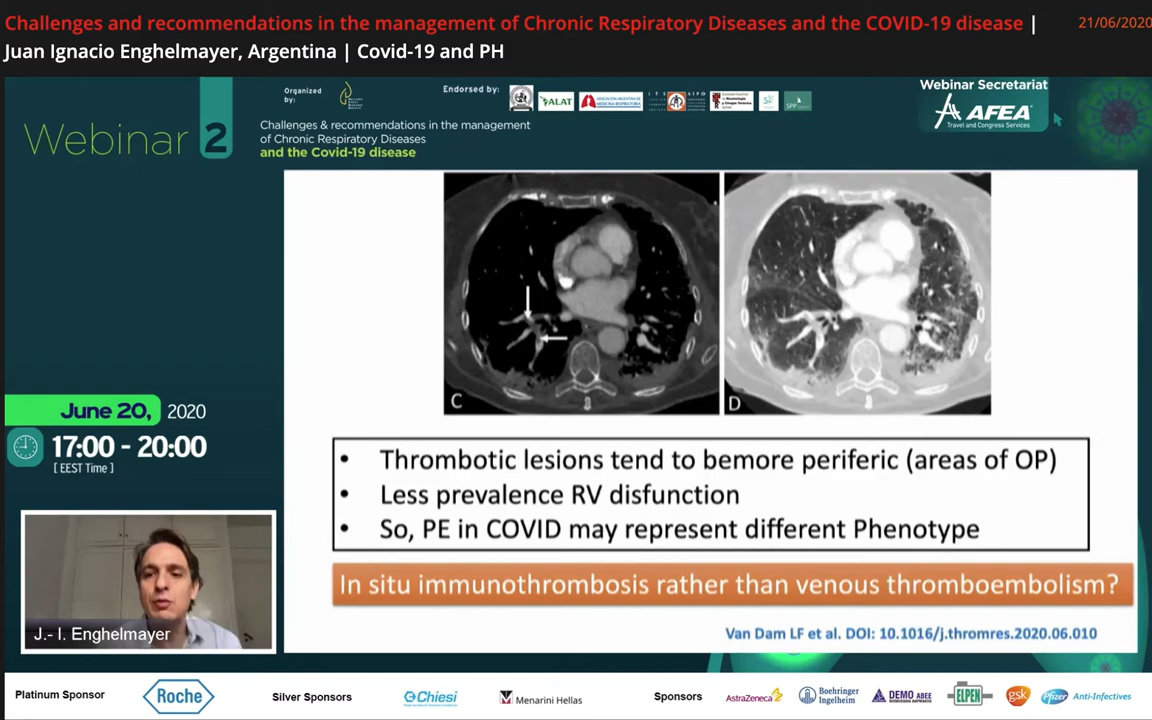 Challenges and recommendations in the management of Chronic Respiratory Diseases and the COVID-19 disease |
21/06/2020
Juan Ignacio Enghelmayer, Argentina | Covid-19 and PH
Webinar 2
Organized by:
Endorsed by:
ALAT
Webinar Secretariat
AFEA
Travel and Congress Services
Challenges & recommendations in the management
of Chronic Respiratory Diseases
and the Covid-19 disease
C
D
• Thrombotic lesions tend to bemore periferic (areas of OP)
• Less prevalence RV disfunction
• So, PE in COVID may represent different Phenotype
In situ immunothrombosis rather than venous thromboembolism?
Van Dam LF et al. DOI: 10.1016/j.thromres.2020.06.010
June 20, 2020
17:00 - 20:00
[ EEST Time ]
J.- I. Enghelmayer
Platinum Sponsor
Roche
Silver Sponsors
Chiesi
Menarini Hellas
Sponsors
AstraZeneca
Boehringer
Ingelheim
DEMO ABEE
ELPEN
gsk
Pfizer Anti-Infectives